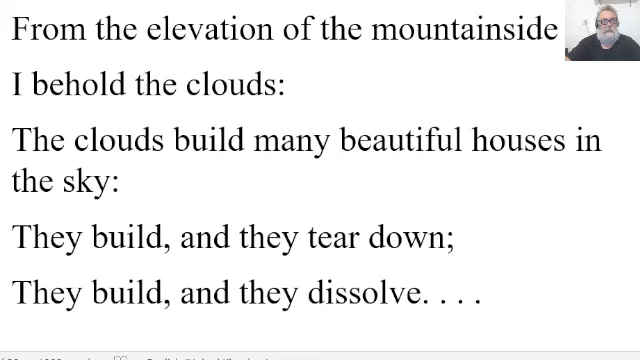 From the elevation of the mountainside
I behold the clouds:
The clouds build many beautiful houses in
the sky:
They build, and they tear down;
They build, and they dissolve. . . .